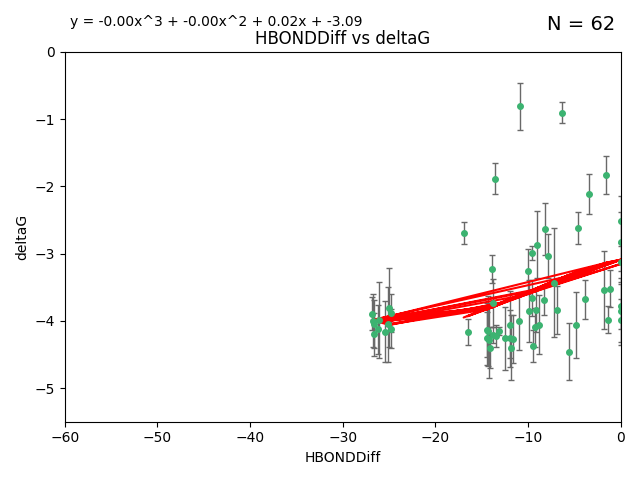 y = -0.00x^3 + -0.00x^2 + 0.02x + -3.09
N = 62
HBONDDiff vs deltaG
0
−1
−2
−3
−4
−5
deltaG
−60 −50 −40 −30 −20 −10 0
HBONDDiff